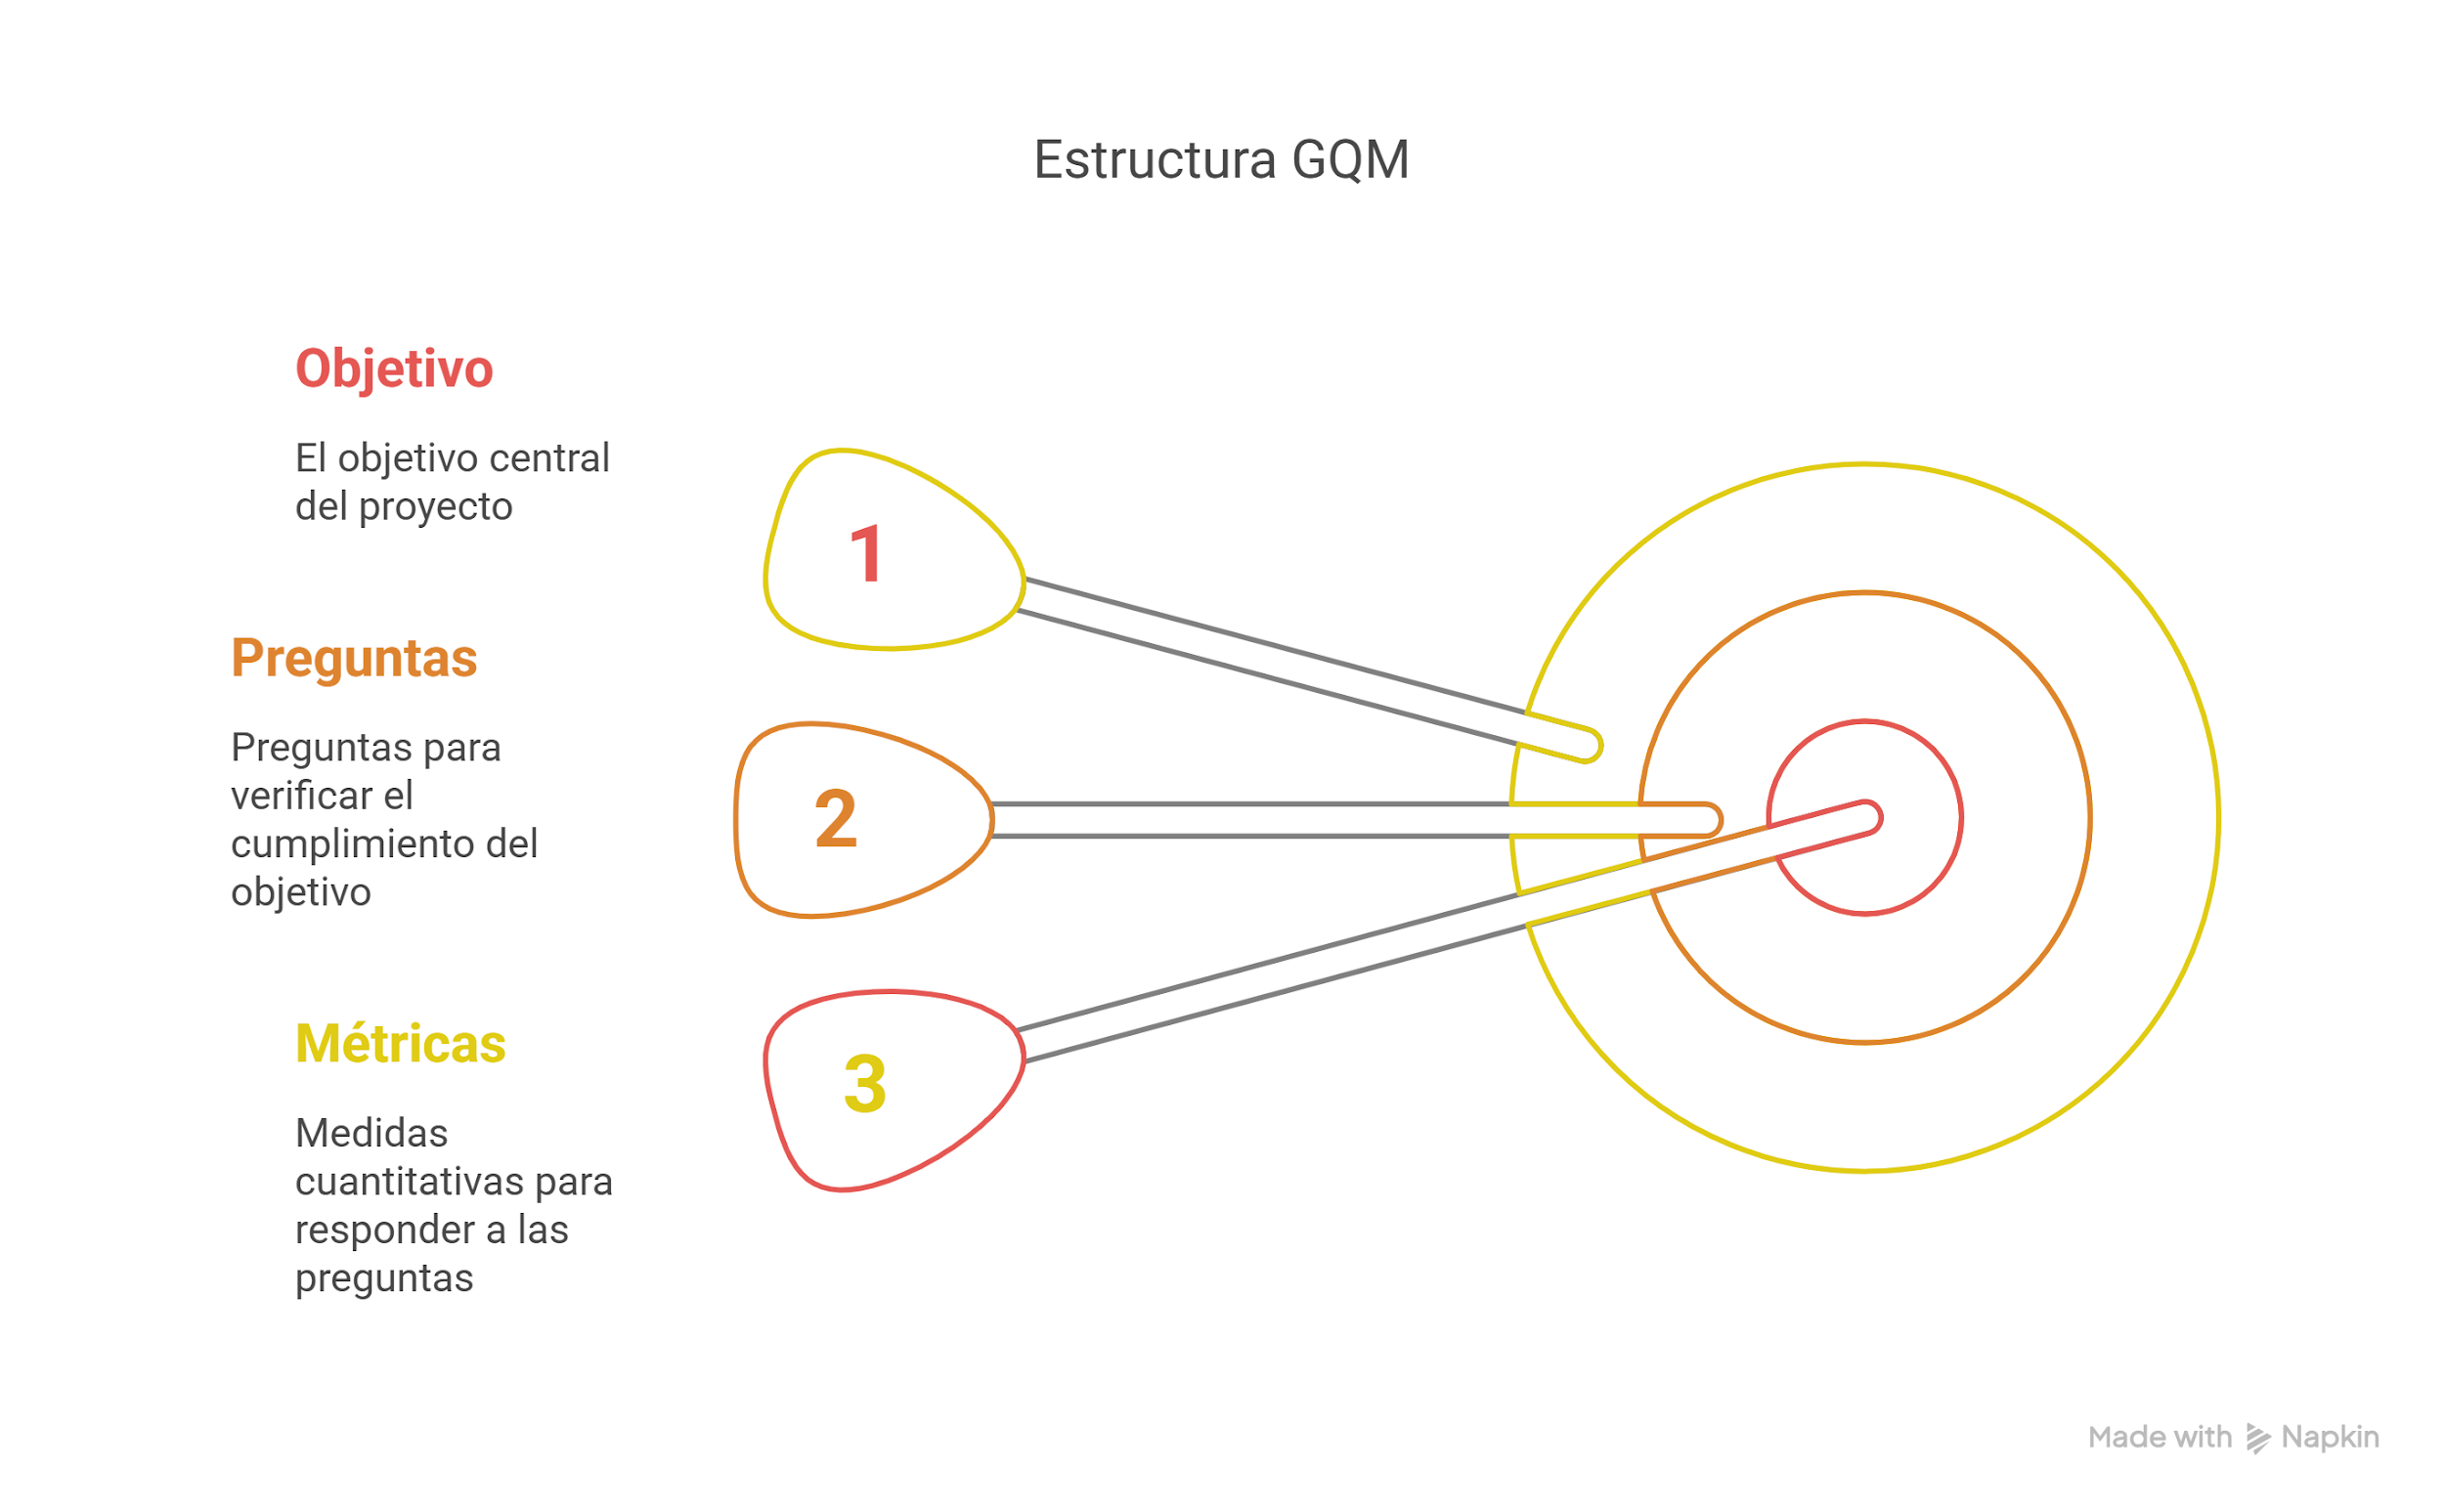 Estructura GQM
Objetivo
El objetivo central
del proyecto
1
Preguntas
Preguntas para
verificar el
cumplimiento del
objetivo
2
Métricas
Medidas
cuantitativas para
responder a las
preguntas
3
Made with Napkin